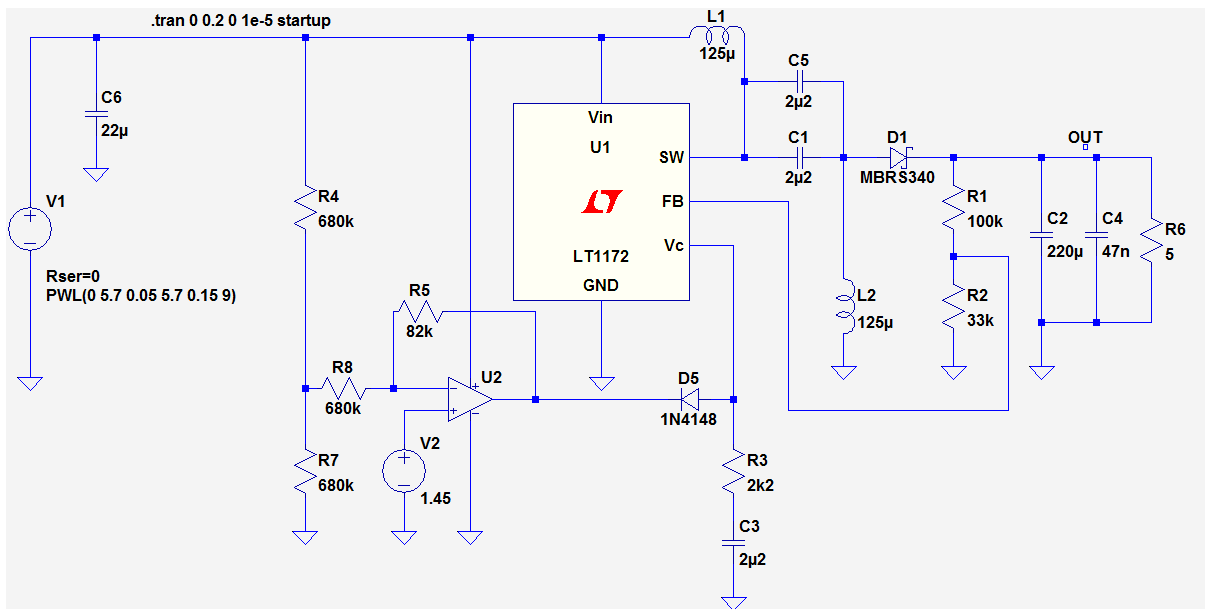 .tran 0 0.2 0 1e-5 startup
L1
125µ
C6
22µ
C5
2µ2
Vin
U1
SW
C1
2µ2
D1
MBRS340
OUT
R4
680k
V1
FB
R1
100k
C2
220µ
C4
47n
R6
5
Vc
LT1172
GND
Rser=0
PWL(0 5.7 0.05 5.7 0.15 9)
R5
82k
L2
125µ
R2
33k
R8
680k
U2
D5
1N4148
V2
1.45
R7
680k
R3
2k2
C3
2µ2